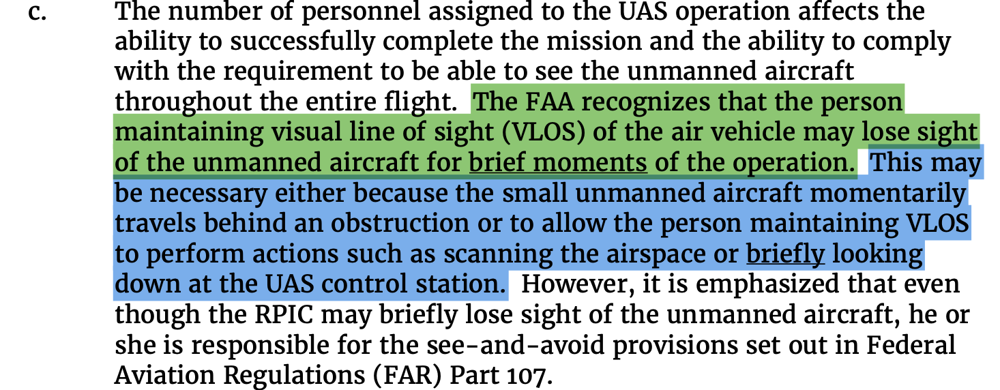 c. The number of personnel assigned to the UAS operation affects the
ability to successfully complete the mission and the ability to comply
with the requirement to be able to see the unmanned aircraft
throughout the entire flight. The FAA recognizes that the person
maintaining visual line of sight (VLOS) of the air vehicle may lose sight
of the unmanned aircraft for brief moments of the operation. This may
be necessary either because the small unmanned aircraft momentarily
travels behind an obstruction or to allow the person maintaining VLOS
to perform actions such as scanning the airspace or briefly looking
down at the UAS control station. However, it is emphasized that even
though the RPIC may briefly lose sight of the unmanned aircraft, he or
she is responsible for the see-and-avoid provisions set out in Federal
Aviation Regulations (FAR) Part 107.